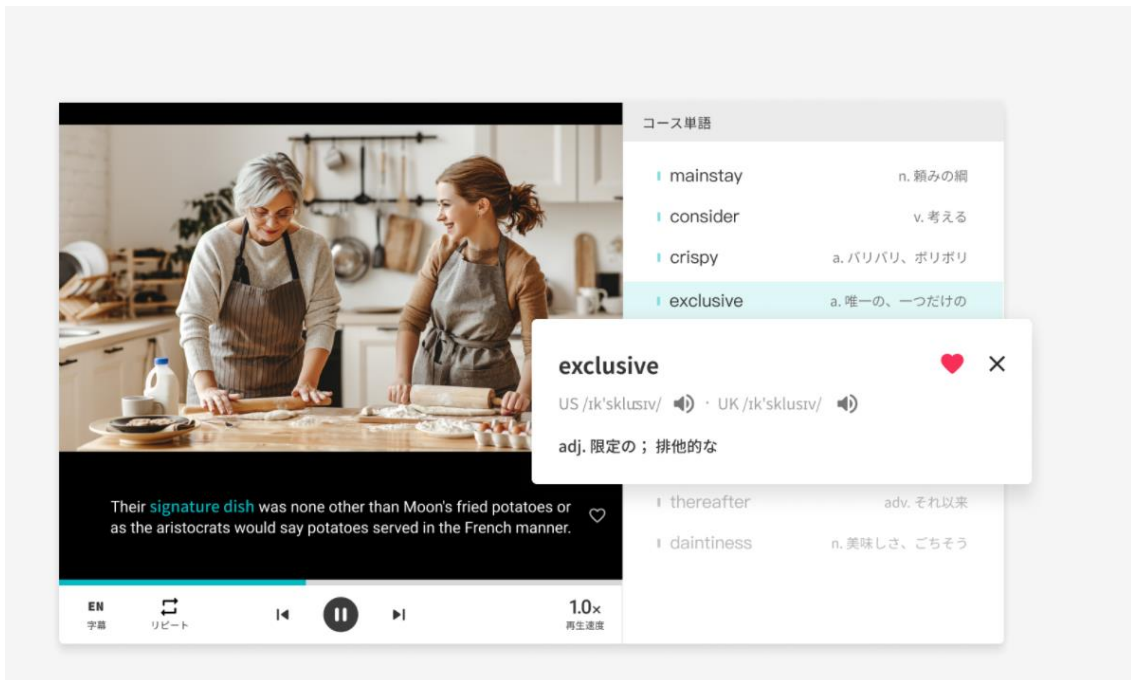 コース単語
mainstay n. 頼みの綱
consider v. 考える
crispy a. パリパリ、ポリポリ
exclusive a. 唯一の、一つだけの
exclusive
US /ɪk'sklusɪv/ · UK /ɪk'sklusɪv/
adj. 限定の； 排他的な
thereafter adv. それ以来
daintiness n. 美味しさ、ごちそう
Their signature dish was none other than Moon's fried potatoes or
as the aristocrats would say potatoes served in the French manner.
EN 1.0×
字幕 リピート 再生速度